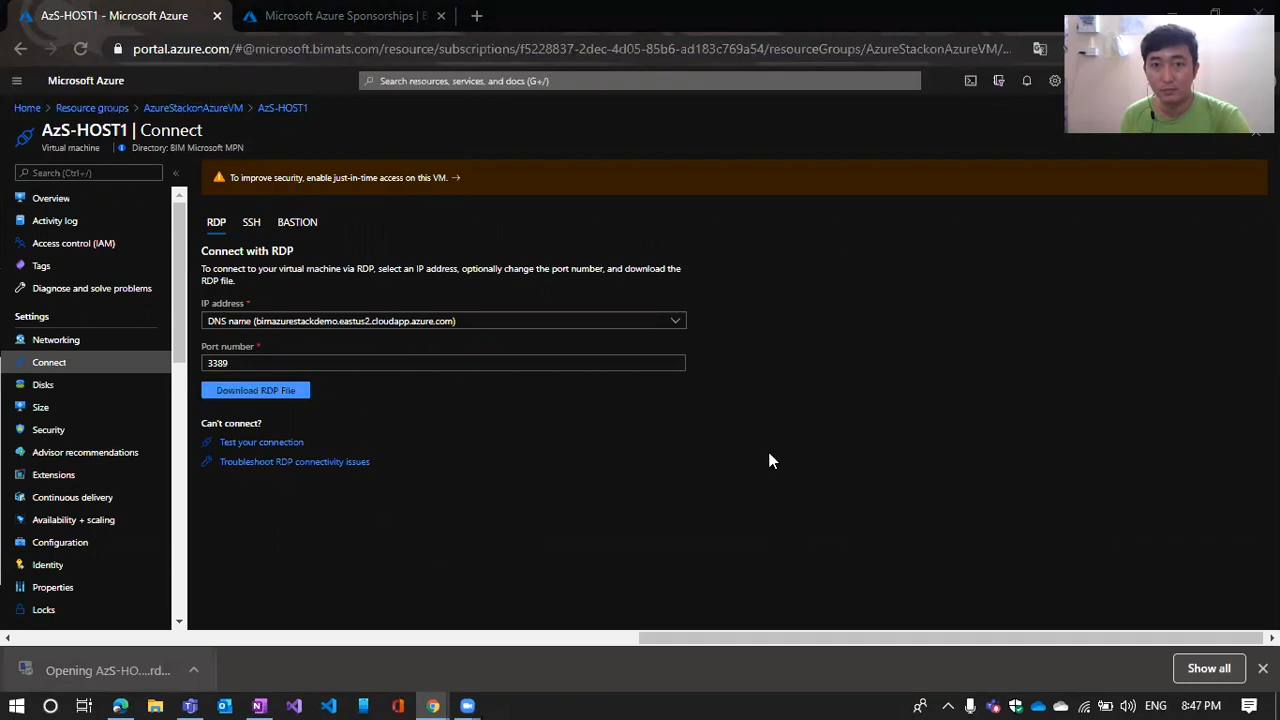 AzS-HOST1 - Microsoft Azure
Microsoft Azure Sponsorships | B
portal.azure.com/#@microsoft.bimats.com/resource/subscriptions/f5228837-2dec-4d05-85b6-ad183c769a54/resourceGroups/AzureStackonAzureVM/...
Microsoft Azure
Search resources, services, and docs (G+/)
Home > Resource groups > AzureStackonAzureVM > AzS-HOST1
AzS-HOST1 | Connect
Virtual machine
Directory: BIM Microsoft MPN
Search (Ctrl+/)
«
Overview
Activity log
Access control (IAM)
Tags
Diagnose and solve problems
Settings
Networking
Connect
Disks
Size
Security
Advisor recommendations
Extensions
Continuous delivery
Availability + scaling
Configuration
Identity
Properties
Locks
To improve security, enable just-in-time access on this VM. →
RDP SSH BASTION
Connect with RDP
To connect to your virtual machine via RDP, select an IP address, optionally change the port number, and download the
RDP file.
IP address *
DNS name (bimazurestackdemo.eastus2.cloudapp.azure.com)
Port number *
3389
Download RDP File
Can't connect?
Test your connection
Troubleshoot RDP connectivity issues
Opening AzS-HO....rd...
Show all
ENG 8:47 PM